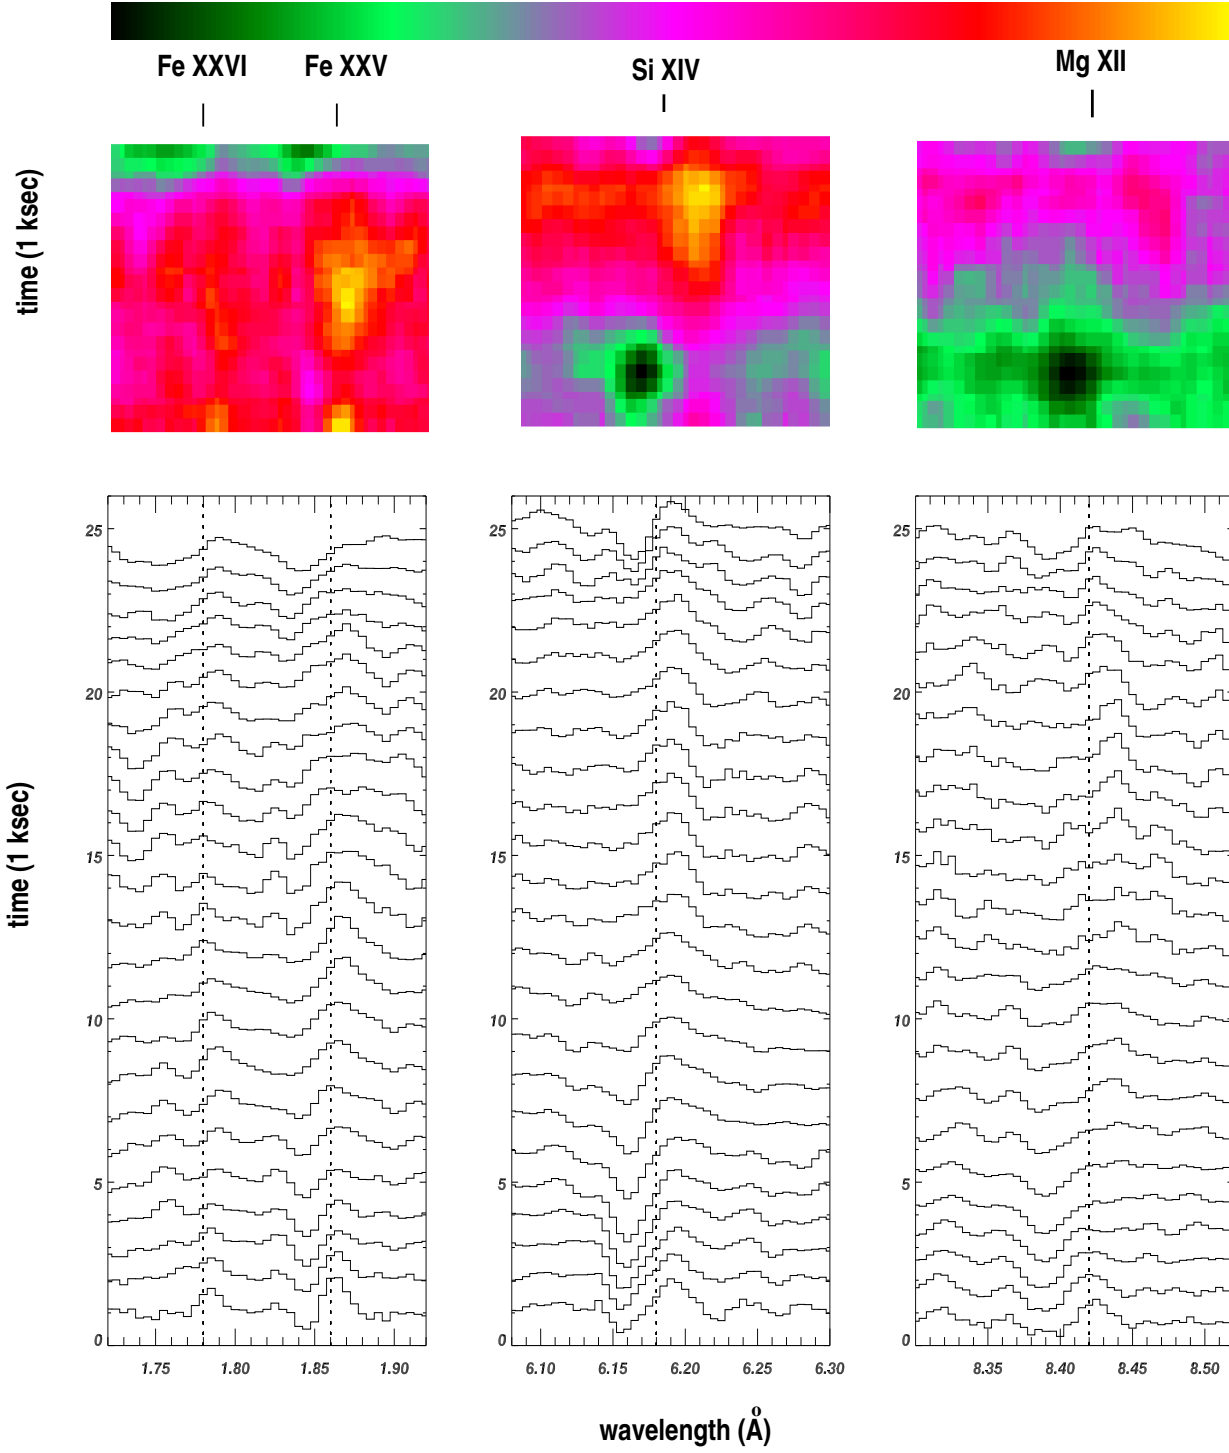 Fe XXVI Fe XXV Si XIV Mg XII
time (1 ksec)
25 25 25
20 20 20
15 15 15
10 10 10
5 5 5
0 0 0
time (1 ksec)
1.75 1.80 1.85 1.90 6.10 6.15 6.20 6.25 6.30 8.35 8.40 8.45 8.50
wavelength (Å)